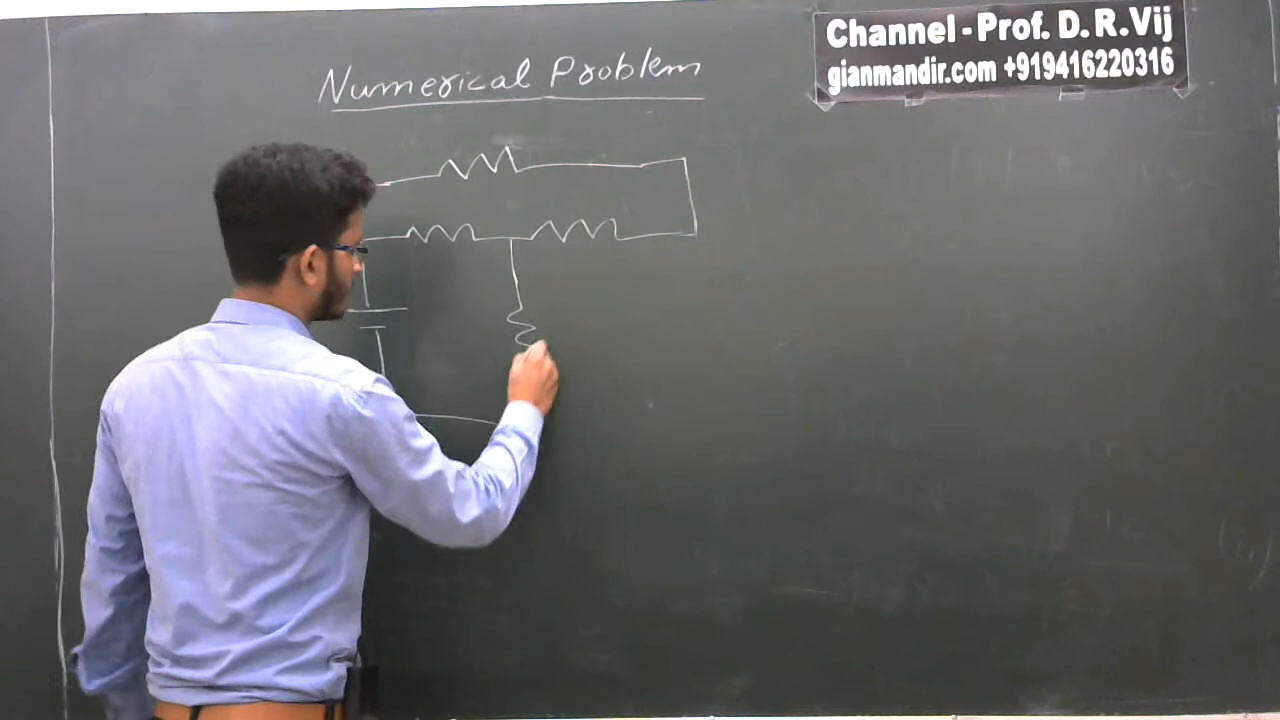 Channel - Prof. D. R. Vij
gianmandir.com +919416220316
Numerical Problem